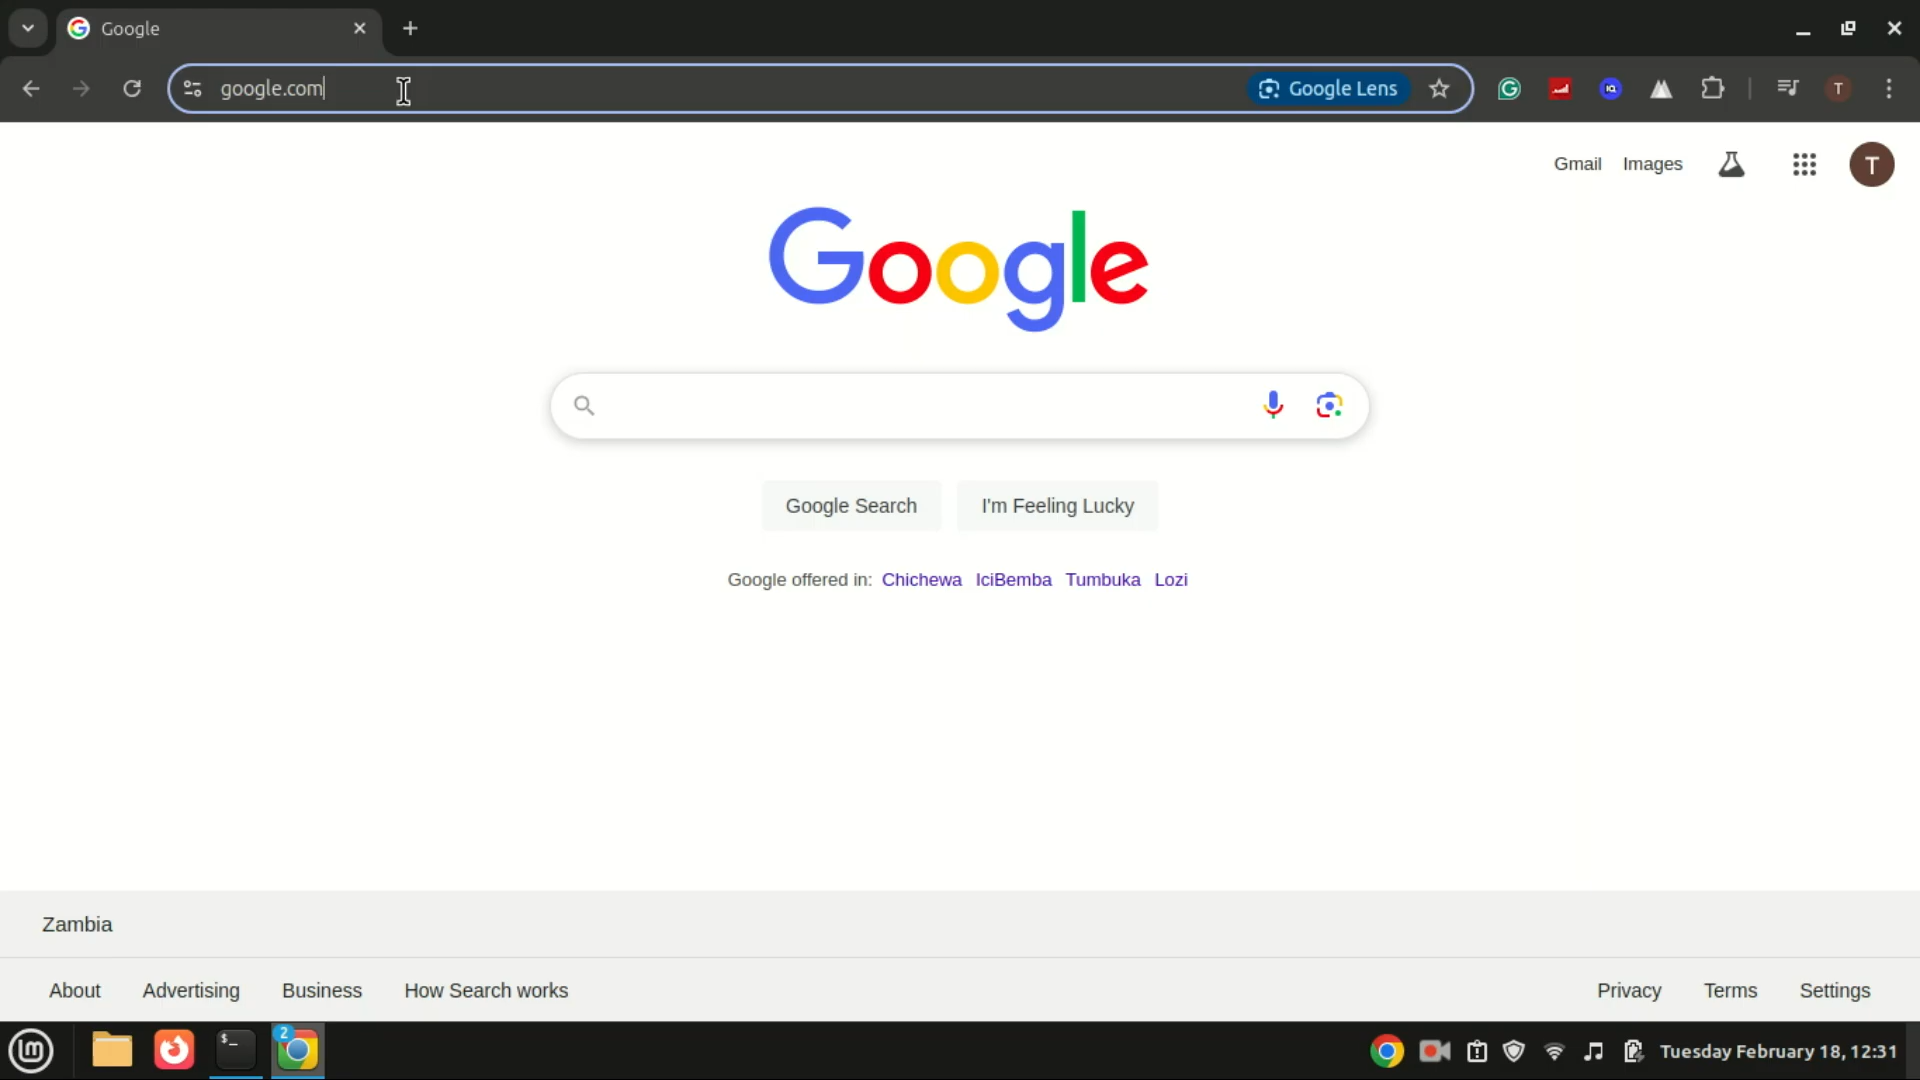 Google
google.com
Google Lens
T
Gmail Images
T
Google
Google Search I'm Feeling Lucky
Google offered in: Chichewa IciBemba Tumbuka Lozi
Zambia
About Advertising Business How Search works Privacy Terms Settings
$_
2
Tuesday February 18, 12:31